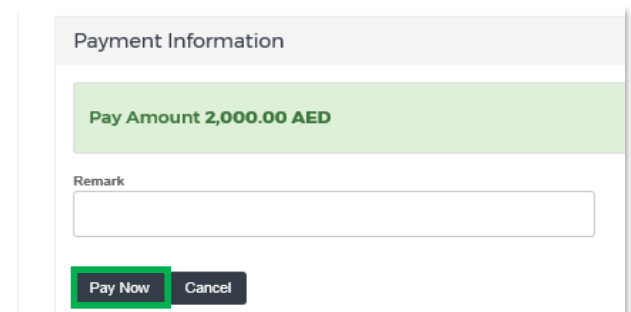 Payment Information
Pay Amount 2,000.00 AED
Remark
Pay Now Cancel